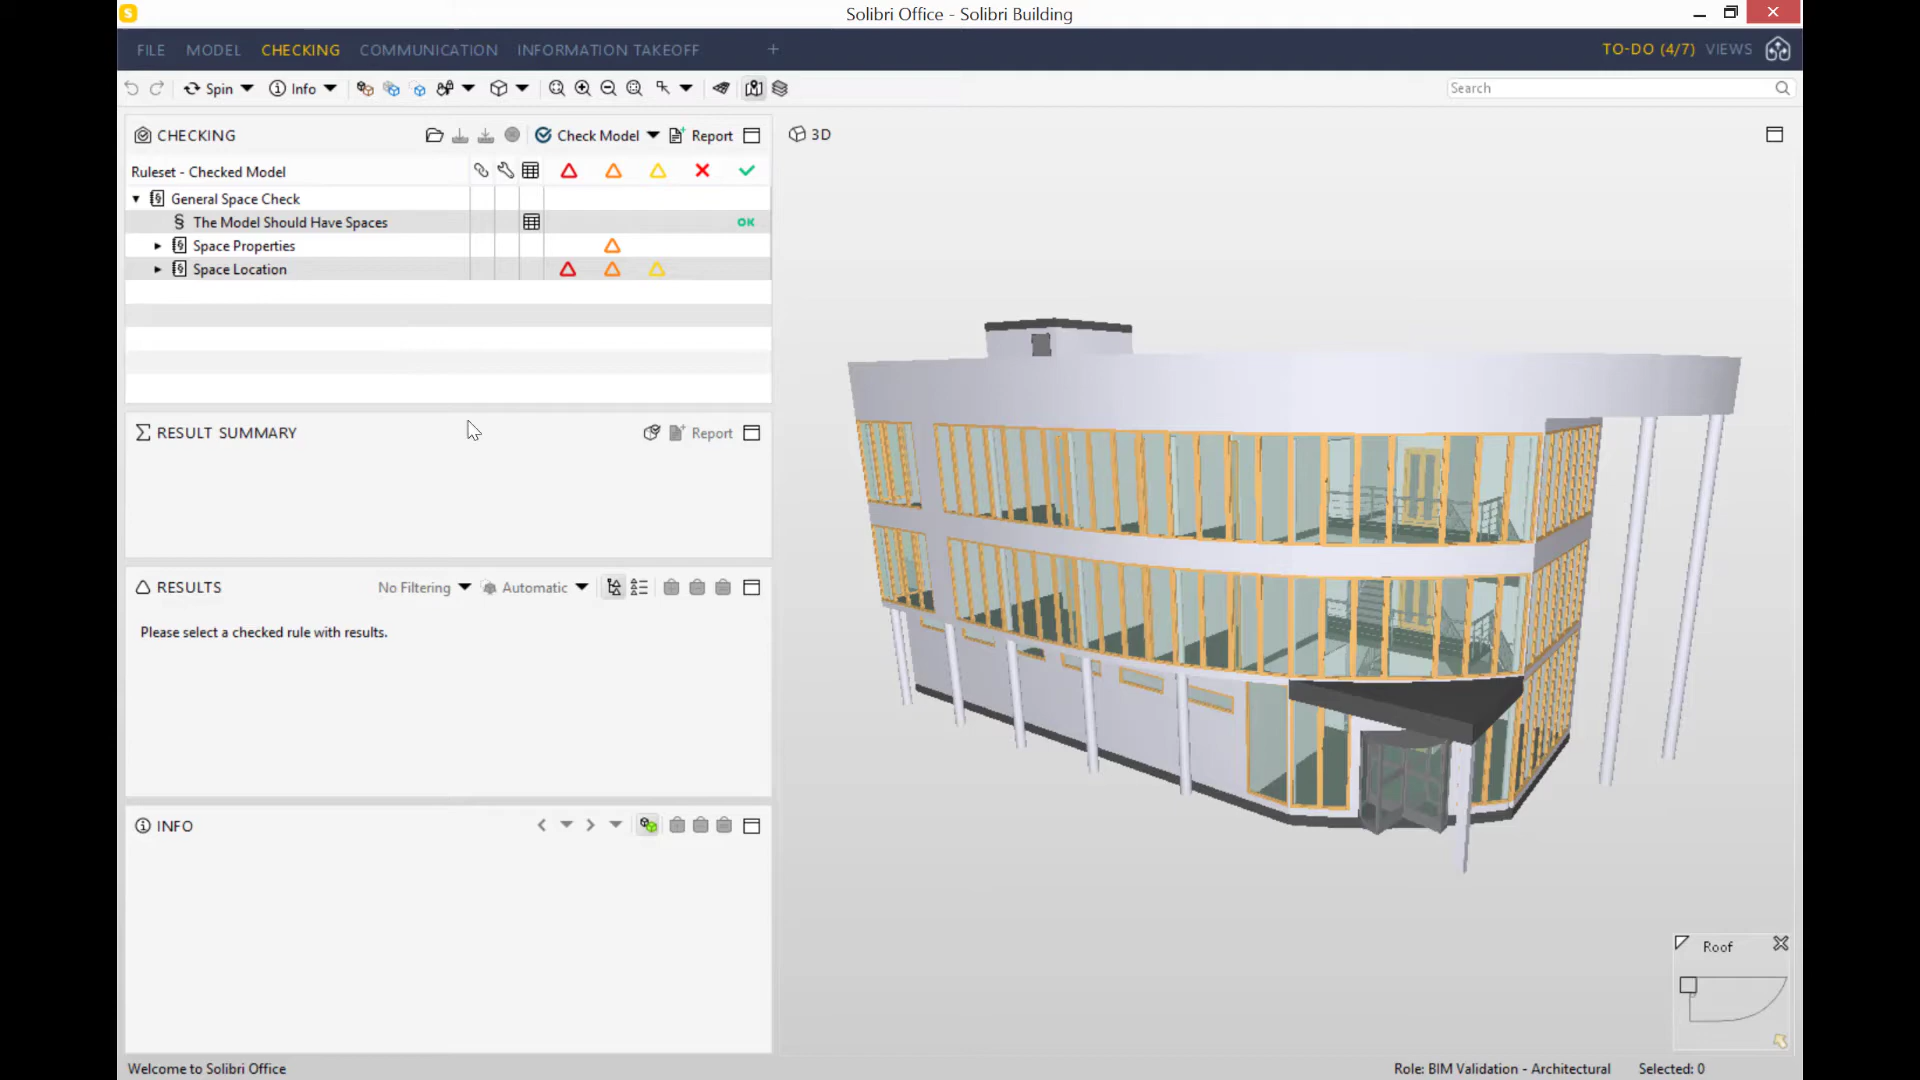 S
Solibri Office - Solibri Building
FILE MODEL CHECKING COMMUNICATION INFORMATION TAKEOFF +
TO-DO (4/7) VIEWS
Spin Info
Search
CHECKING
Check Model Report
3D
Ruleset - Checked Model
General Space Check
§ The Model Should Have Spaces OK
Space Properties
Space Location
RESULT SUMMARY
Report
RESULTS
No Filtering Automatic
Please select a checked rule with results.
INFO
Roof
Welcome to Solibri Office
Role: BIM Validation - Architectural Selected: 0